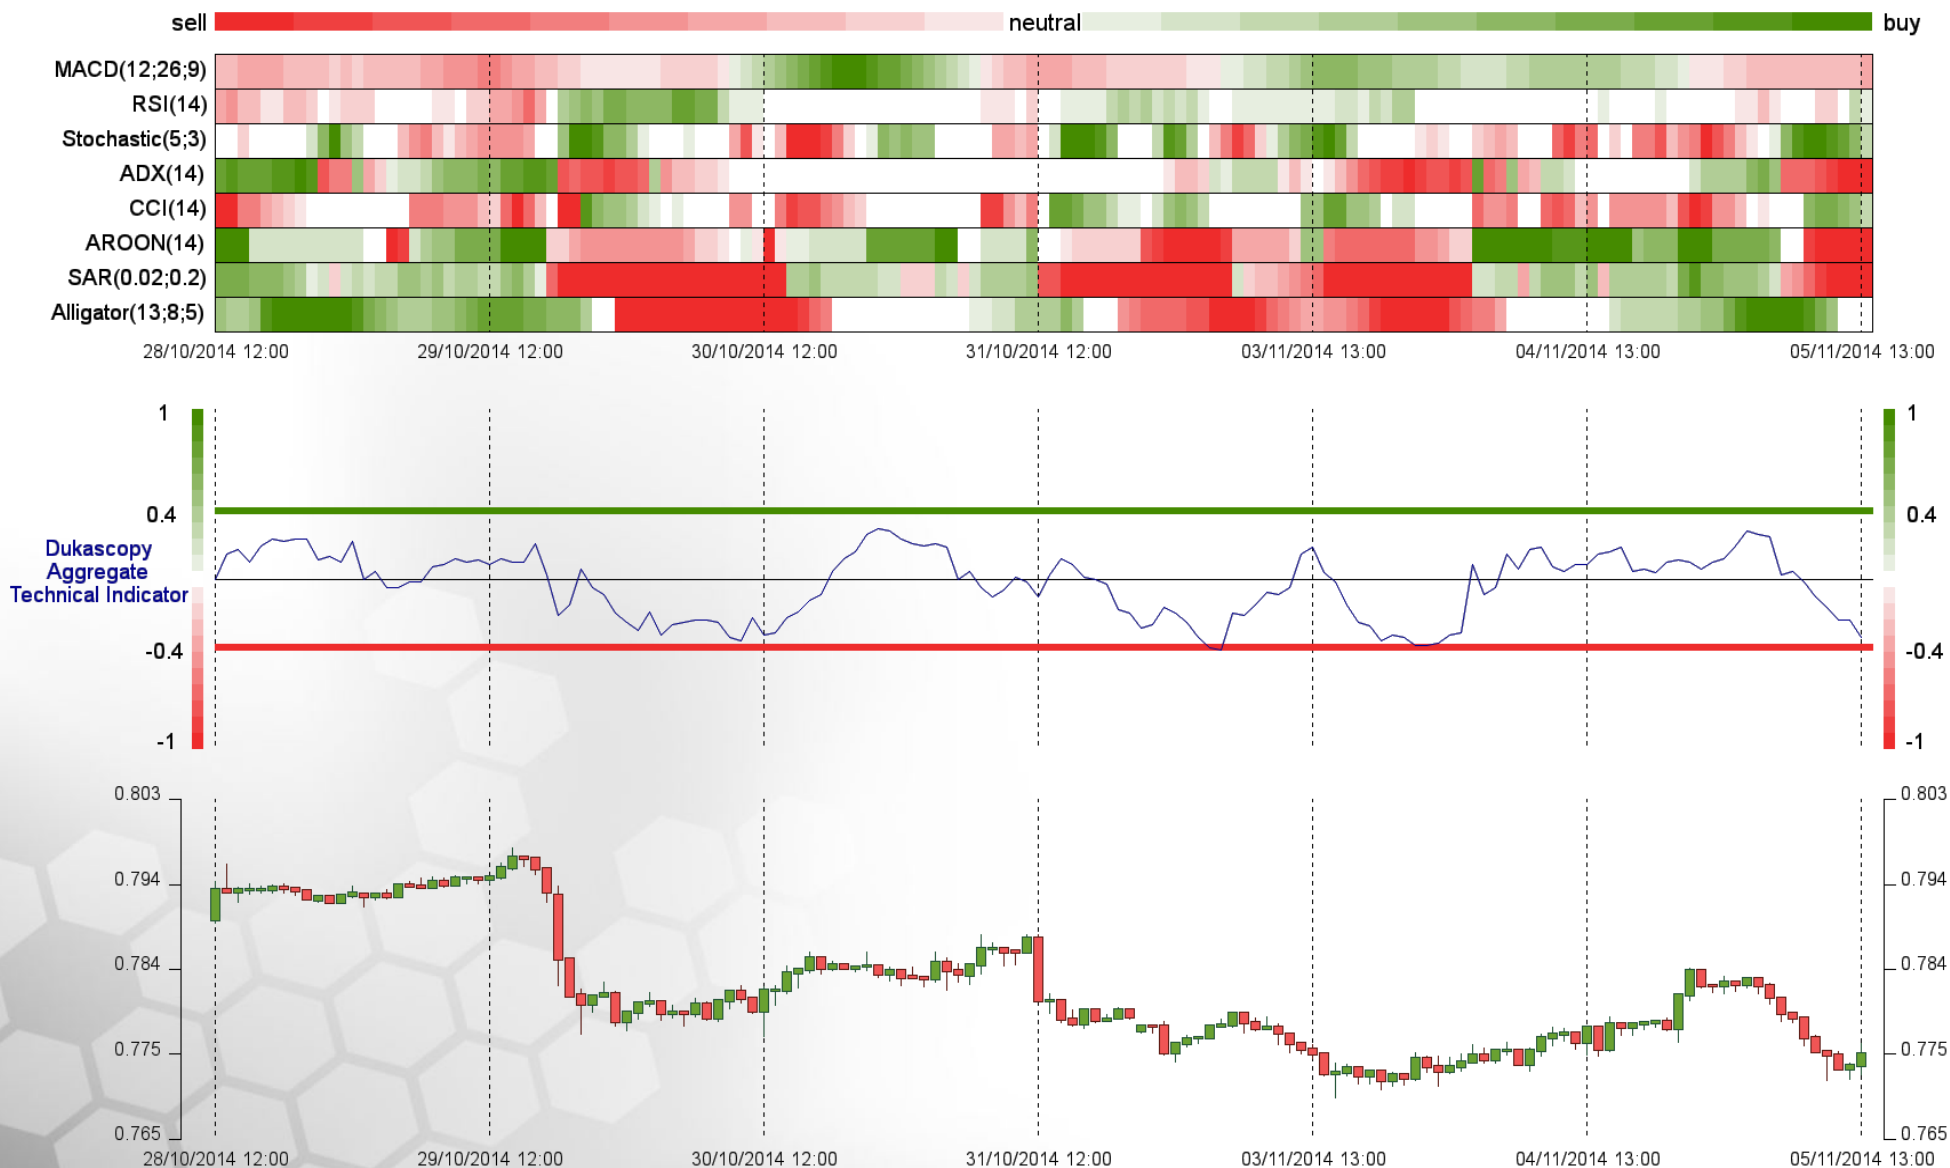 sell neutral buy
MACD(12;26;9)
RSI(14)
Stochastic(5;3)
ADX(14)
CCI(14)
AROON(14)
SAR(0.02;0.2)
Alligator(13;8;5)
28/10/2014 12:00 29/10/2014 12:00 30/10/2014 12:00 31/10/2014 12:00 03/11/2014 13:00 04/11/2014 13:00 05/11/2014 13:00
1 1
0.4 0.4
Dukascopy
Aggregate
Technical Indicator
-0.4 -0.4
-1 -1
0.803 0.803
0.794 0.794
0.784 0.784
0.775 0.775
0.765 0.765
28/10/2014 12:00 29/10/2014 12:00 30/10/2014 12:00 31/10/2014 12:00 03/11/2014 13:00 04/11/2014 13:00 05/11/2014 13:00